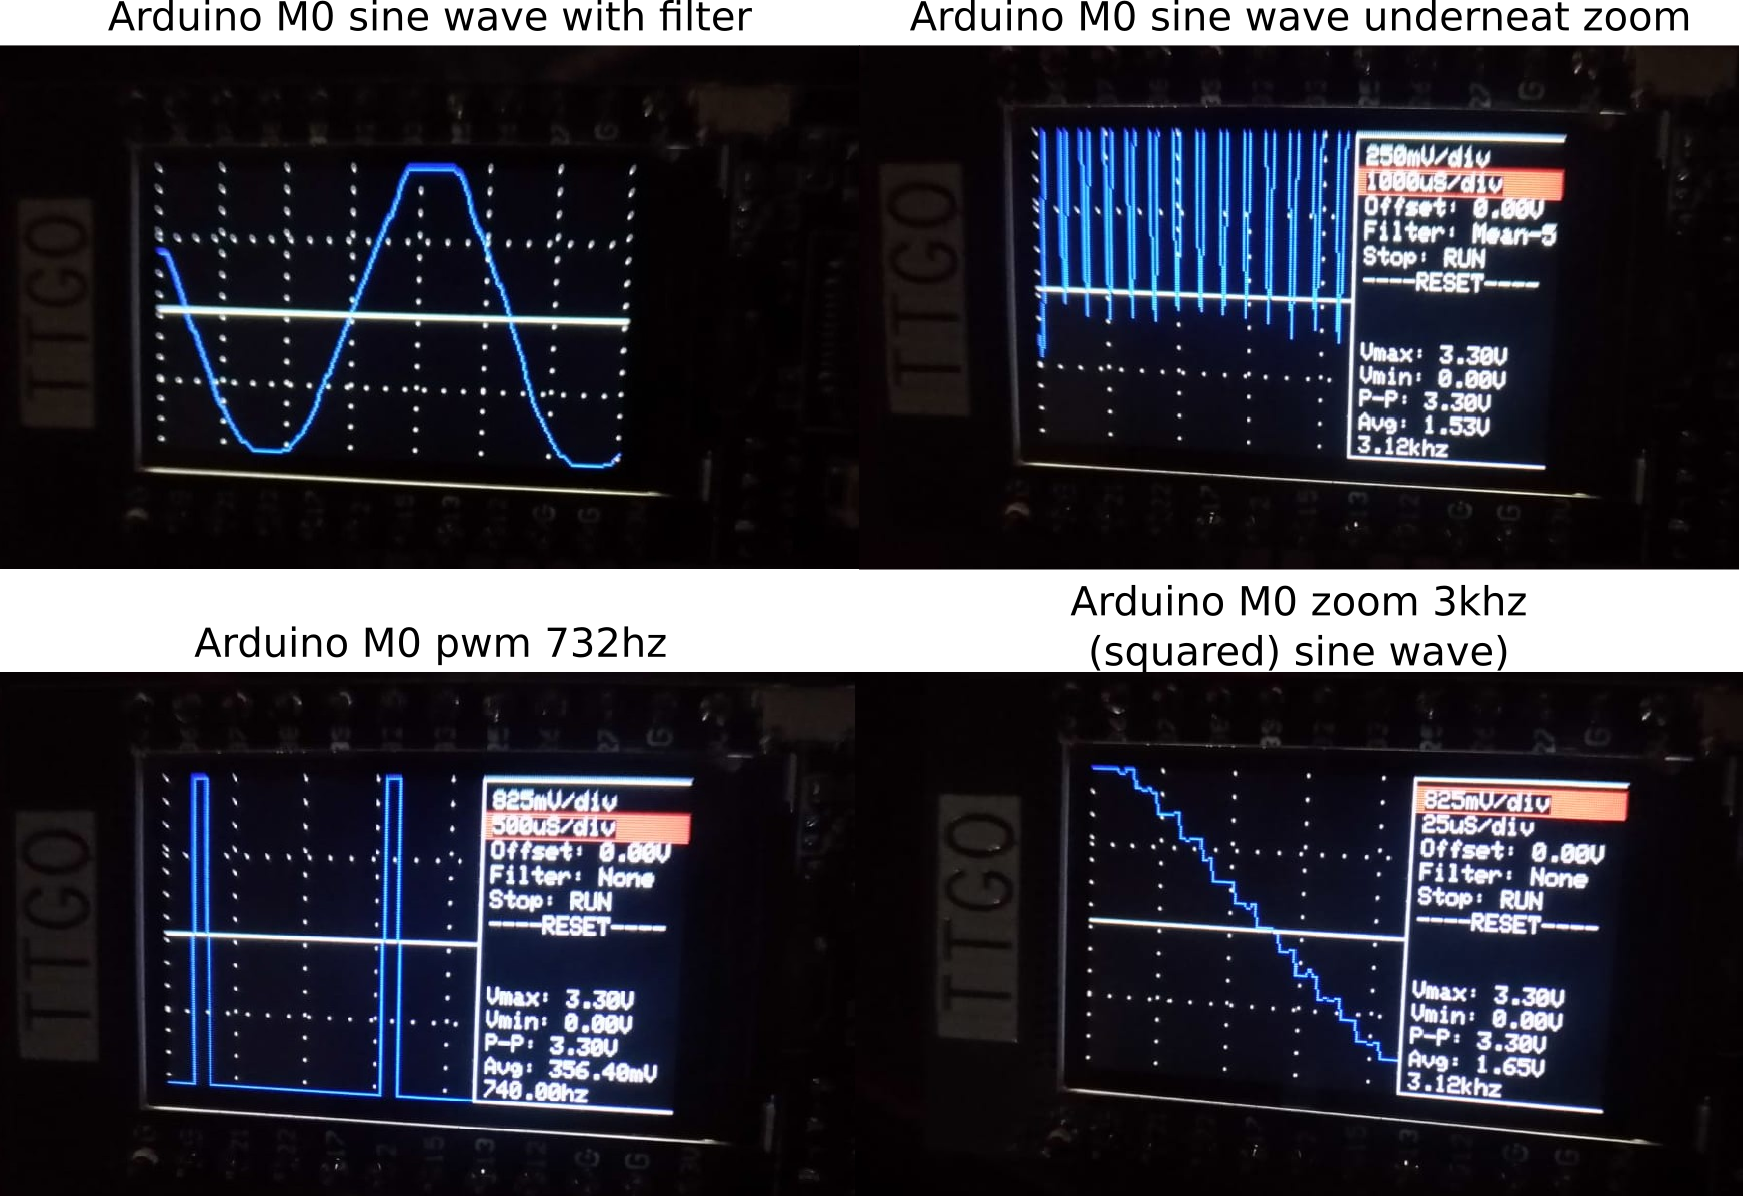 Arduino M0 sine wave with filter
Arduino M0 sine wave underneat zoom
TTGO
TTGO
250mV/div
1000uS/div
Offset: 0.00V
Filter: Mean-5
Stop: RUN
----RESET----
Vmax: 3.30V
Vmin: 0.00V
P-P: 3.30V
Avg: 1.53V
3.12khz
Arduino M0 pwm 732hz
Arduino M0 zoom 3khz
(squared) sine wave)
TTGO
825mV/div
500uS/div
Offset: 0.00V
Filter: None
Stop: RUN
----RESET----
Vmax: 3.30V
Vmin: 0.00V
P-P: 3.30V
Avg: 356.40mV
740.00hz
TTGO
825mV/div
25uS/div
Offset: 0.00V
Filter: None
Stop: RUN
----RESET----
Vmax: 3.30V
Vmin: 0.00V
P-P: 3.30V
Avg: 1.65V
3.12khz